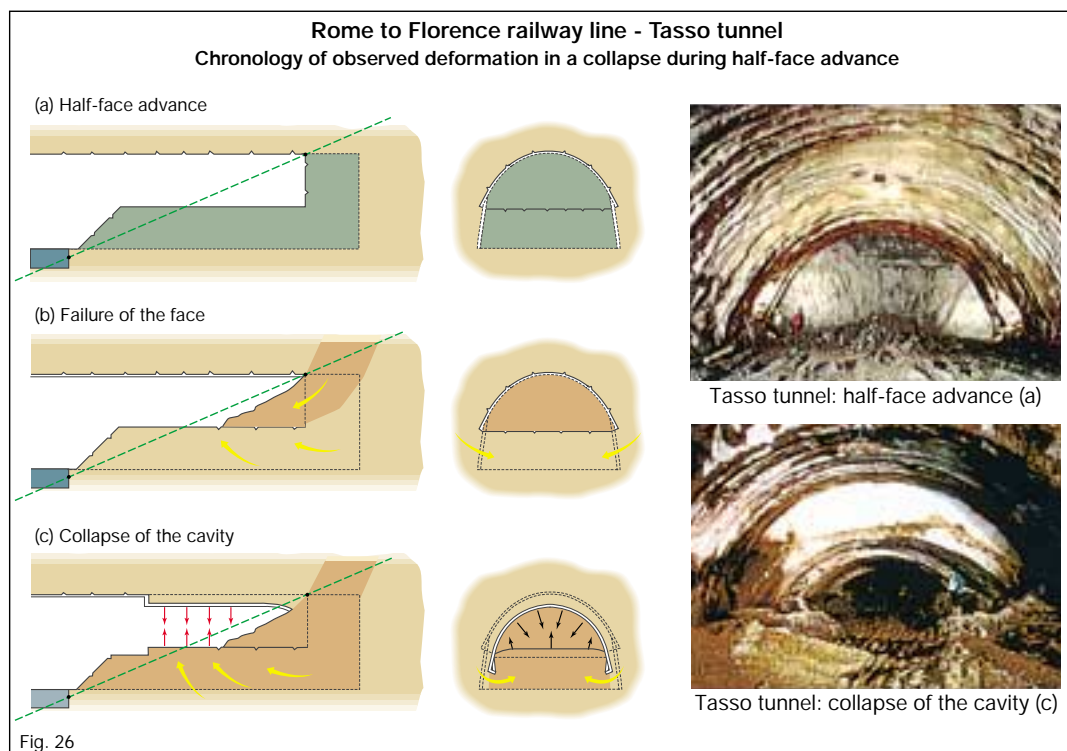 Rome to Florence railway line - Tasso tunnel
Chronology of observed deformation in a collapse during half-face advance
(a) Half-face advance
(b) Failure of the face
(c) Collapse of the cavity
Tasso tunnel: half-face advance (a)
Tasso tunnel: collapse of the cavity (c)
Fig. 26